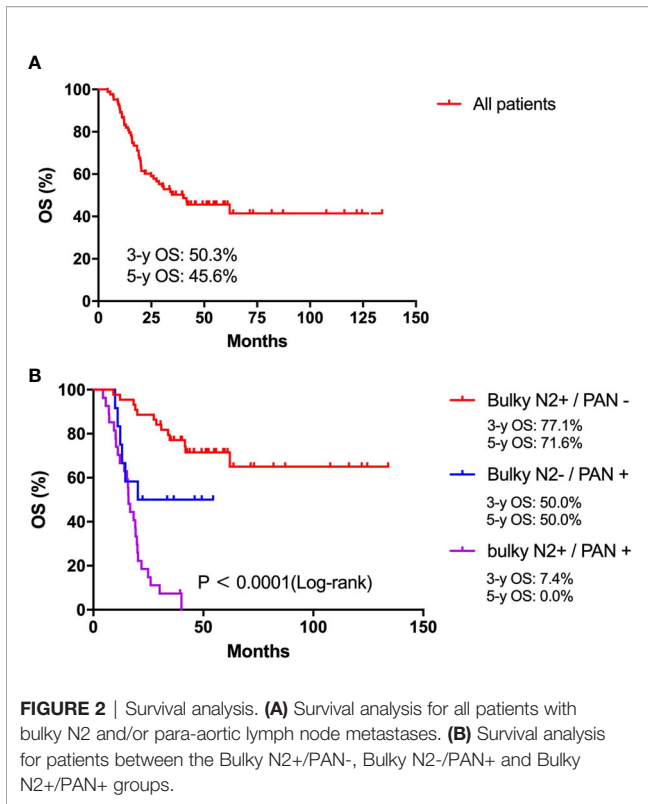 A
OS (%)
100
80
60
40
20
0
3-y OS: 50.3%
5-y OS: 45.6%
0 25 50 75 100 125 150
Months
All patients
B
OS (%)
100
80
60
40
20
0
P < 0.0001(Log-rank)
0 50 100 150
Months
Bulky N2+ / PAN -
3-y OS: 77.1%
5-y OS: 71.6%
Bulky N2- / PAN +
3-y OS: 50.0%
5-y OS: 50.0%
bulky N2+ / PAN +
3-y OS: 7.4%
5-y OS: 0.0%
FIGURE 2 | Survival analysis. (A) Survival analysis for all patients with
bulky N2 and/or para-aortic lymph node metastases. (B) Survival analysis
for patients between the Bulky N2+/PAN-, Bulky N2-/PAN+ and Bulky
N2+/PAN+ groups.